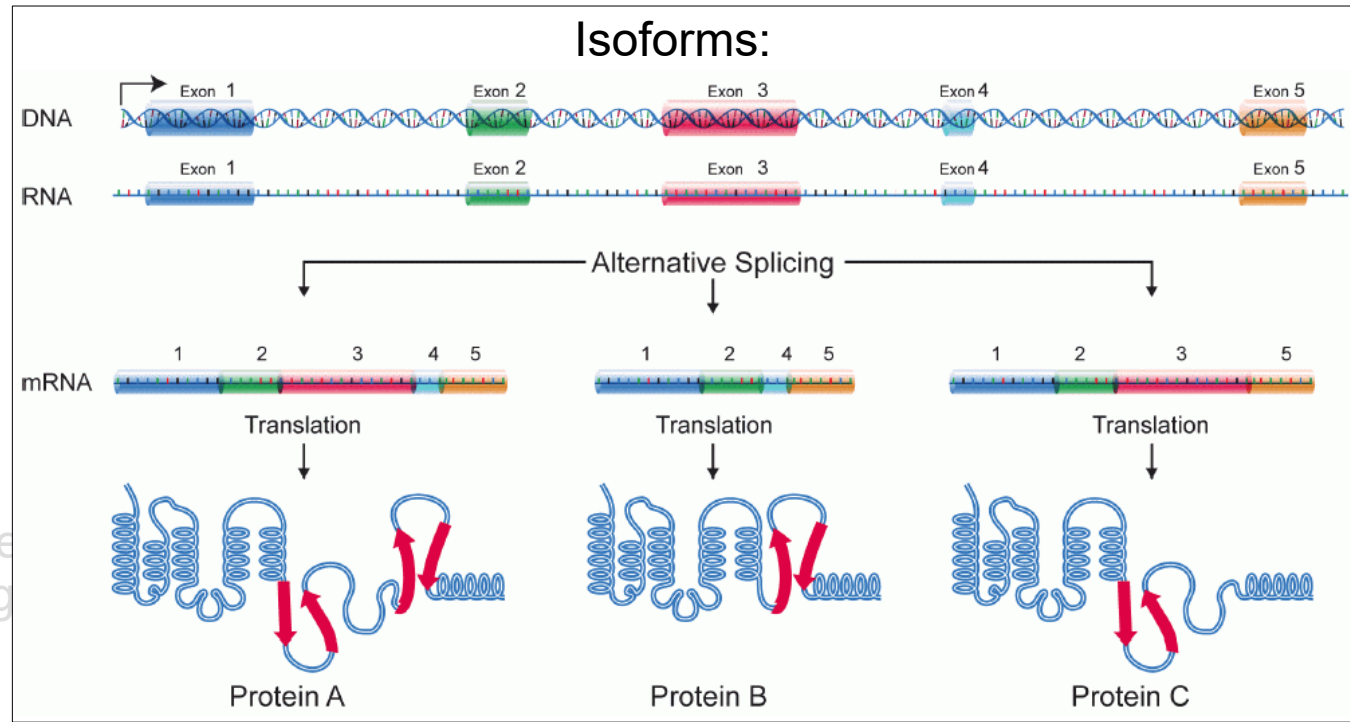 Isoforms:
Exon 1 Exon 2 Exon 3 Exon 4 Exon 5
DNA
Exon 1 Exon 2 Exon 3 Exon 4 Exon 5
RNA
Alternative Splicing
1 2 3 4 5 1 2 4 5 1 2 3 5
mRNA
Translation Translation Translation
Protein A Protein B Protein C